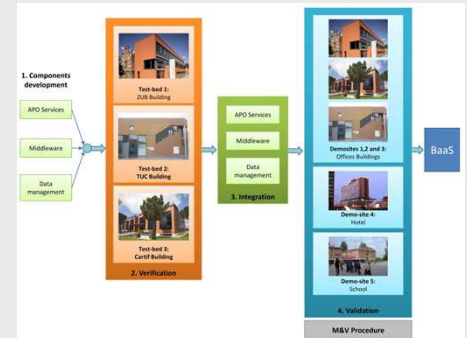 1. Components
development
APO Services
Middleware
Data
management
Test-bed 1:
ZUB Building
Test-bed 2:
TUC Building
Test-bed 3:
Cartif Building
2. Verification
APO Services
Middleware
Data
management
3. Integration
Demosites 1,2 and 3:
Offices Buildings
Demo-site 4:
Hotel
Demo-site 5:
School
4. Validation
M&V Procedure
BaaS